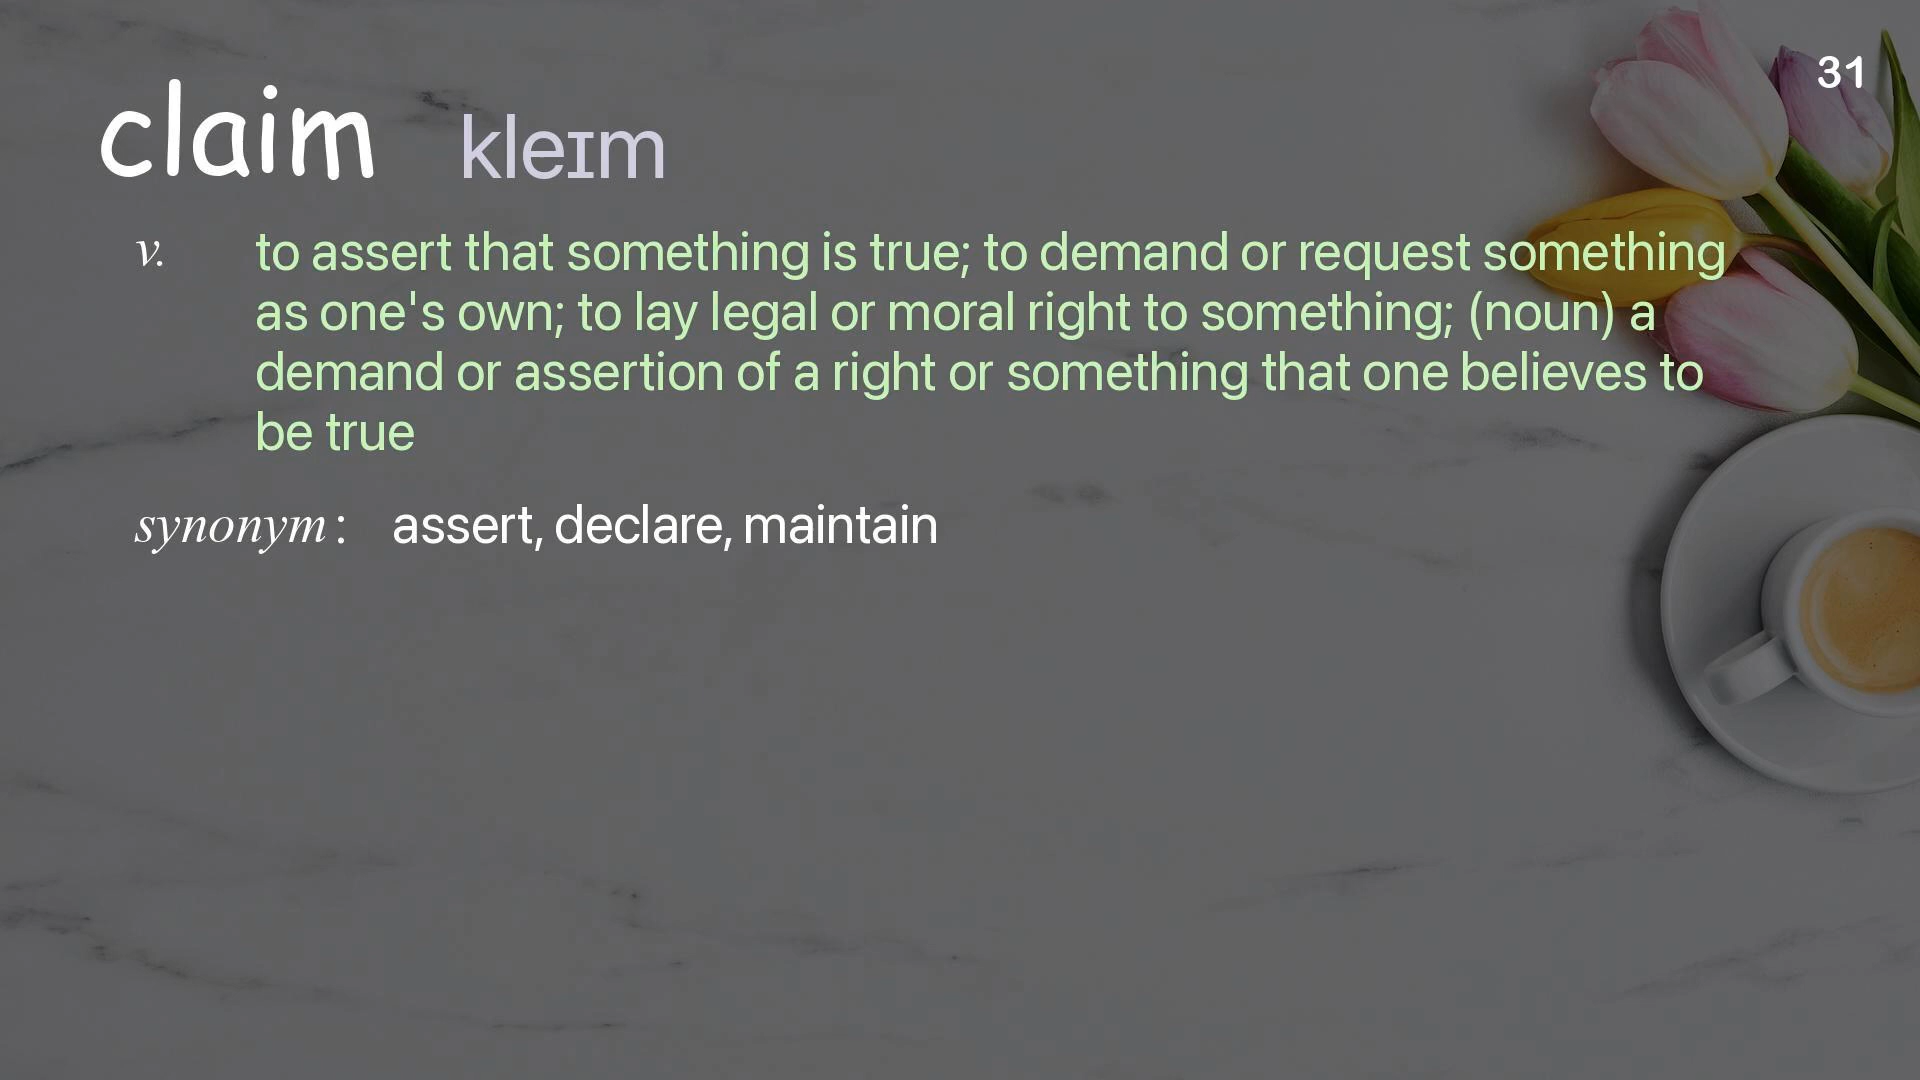 31
claim kleɪm
v. to assert that something is true; to demand or request something
as one's own; to lay legal or moral right to something; (noun) a
demand or assertion of a right or something that one believes to
be true
synonym: assert, declare, maintain